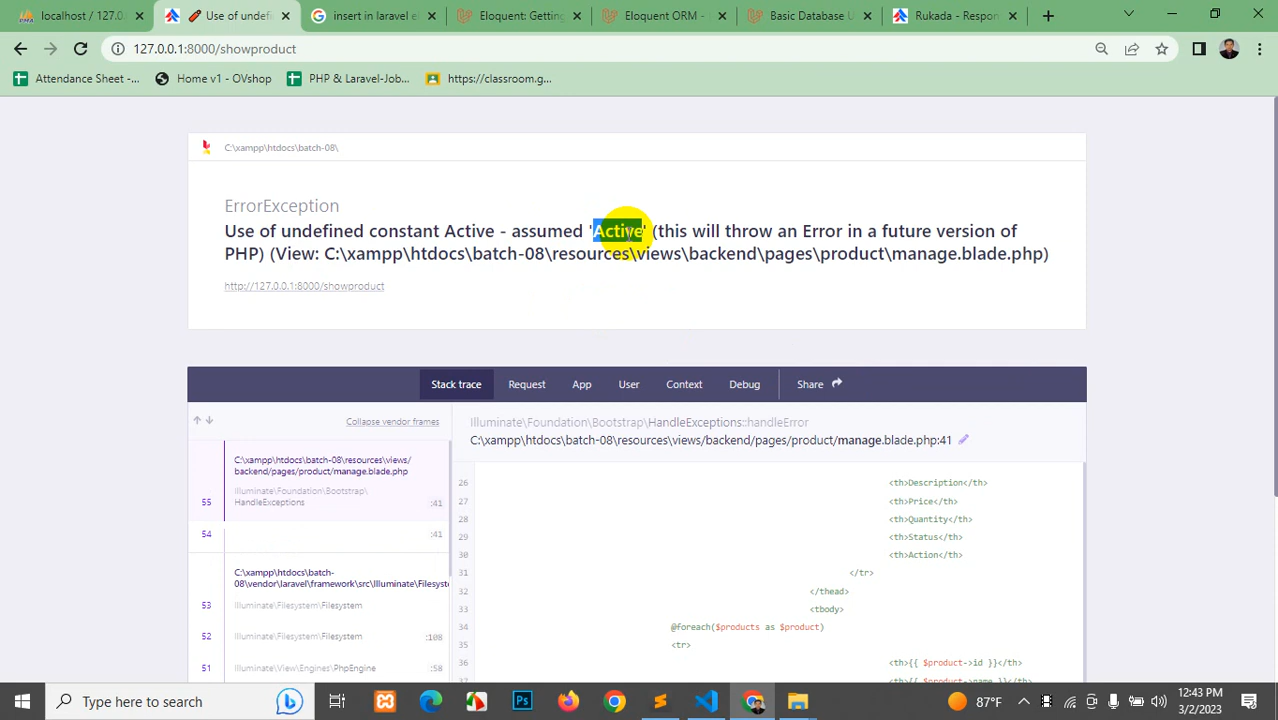 localhost / 127.0.
Use of undefi
insert in laravel e
Eloquent: Getting
Eloquent ORM -
Basic Database U
Rukada - Respon
127.0.0.1:8000/showproduct
Attendance Sheet -...
Home v1 - OVshop
PHP & Laravel-Job...
https://classroom.g...
C:\xampp\htdocs\batch-08\
ErrorException
Use of undefined constant Active - assumed 'Active' (this will throw an Error in a future version of
PHP) (View: C:\xampp\htdocs\batch-08\resources\views\backend\pages\product\manage.blade.php)
http://127.0.0.1:8000/showproduct
Stack trace
Request
App
User
Context
Debug
Share
Collapse vendor frames
C:\xampp\htdocs\batch-08\resources\views/
backend/pages/product/manage.blade.php
Illuminate\Foundation\Bootstrap\
55 HandleExceptions :41
54 :41
C:\xampp\htdocs\batch-
08\vendor\laravel\framework\src\Illuminate\Filesyst
53 Illuminate\Filesystem\Filesystem
52 Illuminate\Filesystem\Filesystem :108
51 Illuminate\View\Engines\PhpEngine :58
Illuminate\Foundation\Bootstrap\HandleExceptions::handleError
C:\xampp\htdocs\batch-08\resources\views/backend/pages/product/manage.blade.php:41
26 <th>Description</th>
27 <th>Price</th>
28 <th>Quantity</th>
29 <th>Status</th>
30 <th>Action</th>
31 </tr>
32 </thead>
33 <tbody>
34 @foreach($products as $product)
35 <tr>
36 <th>{{ $product->id }}</th>
37 <th>{{ $product->name }}</th>
Type here to search
87°F
12:43 PM
3/2/2023